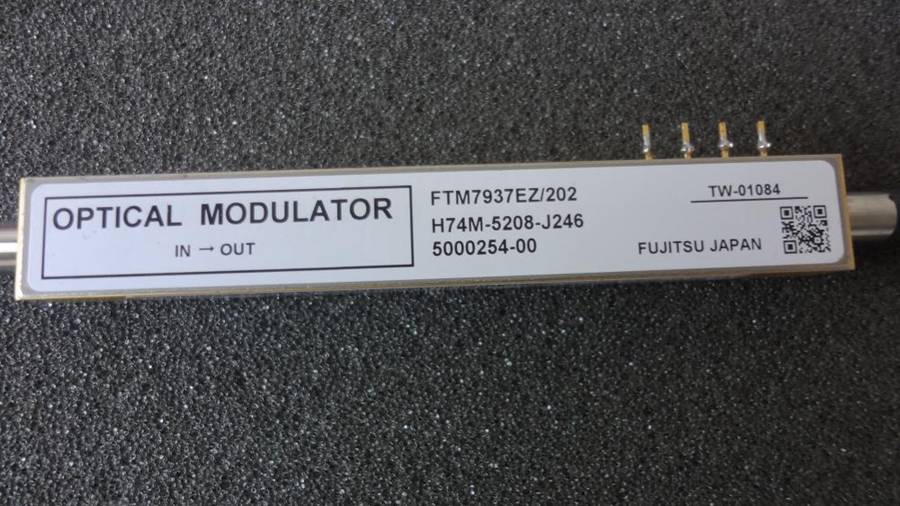 OPTICAL MODULATOR
IN → OUT
FTM7937EZ/202
H74M-5208-J246
5000254-00
TW-01084
FUJITSU JAPAN